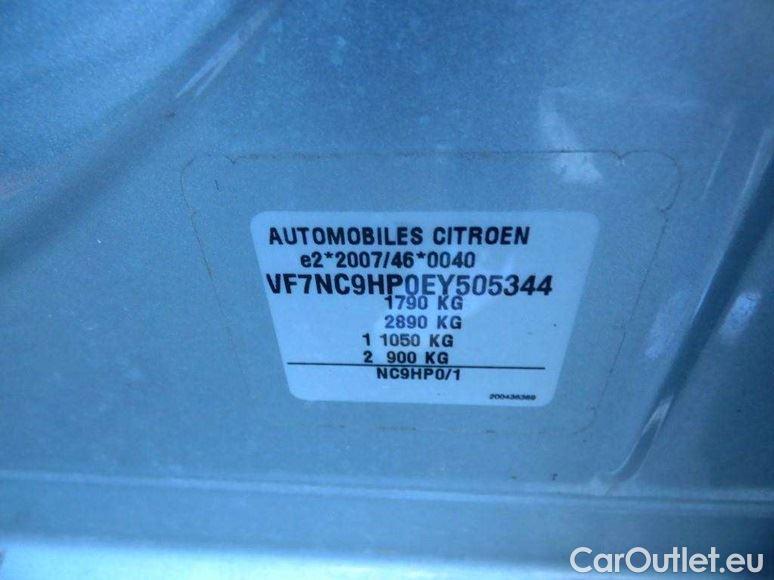 AUTOMOBILES CITROEN
e2*2007/46*0040
VF7NC9HP0EY505344
1790 KG
2890 KG
1 1050 KG
2 900 KG
NC9HP0/1
200436369
CarOutlet.eu